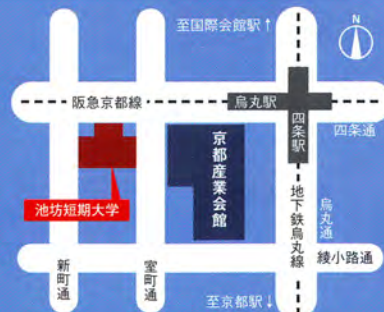 至国際会館駅↑
N
阪急京都線
烏丸駅
四条駅
四条通
京都産業会館
池坊短期大学
地下鉄烏丸線
烏丸通
綾小路通
新町通
室町通
至京都駅↓